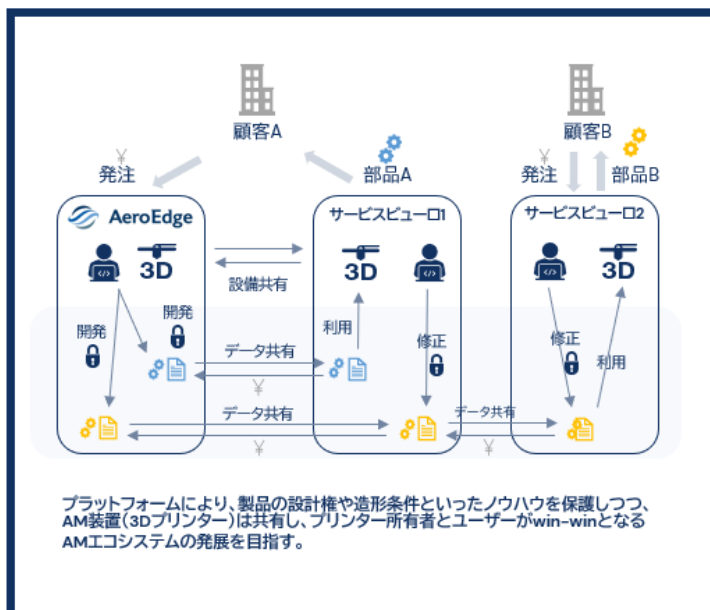 顧客A
顧客B
¥
発注
部品A
¥
発注
部品B
AeroEdge
サービスビューロ1
サービスビューロ2
3D
3D
3D
設備共有
開発
開発
利用
修正
修正
利用
データ共有
¥
データ共有
¥
データ共有
¥
プラットフォームにより、製品の設計権や造形条件といったノウハウを保護しつつ、
AM装置(3Dプリンター)は共有し、プリンター所有者とユーザーがwin-winとなる
AMエコシステムの発展を目指す。